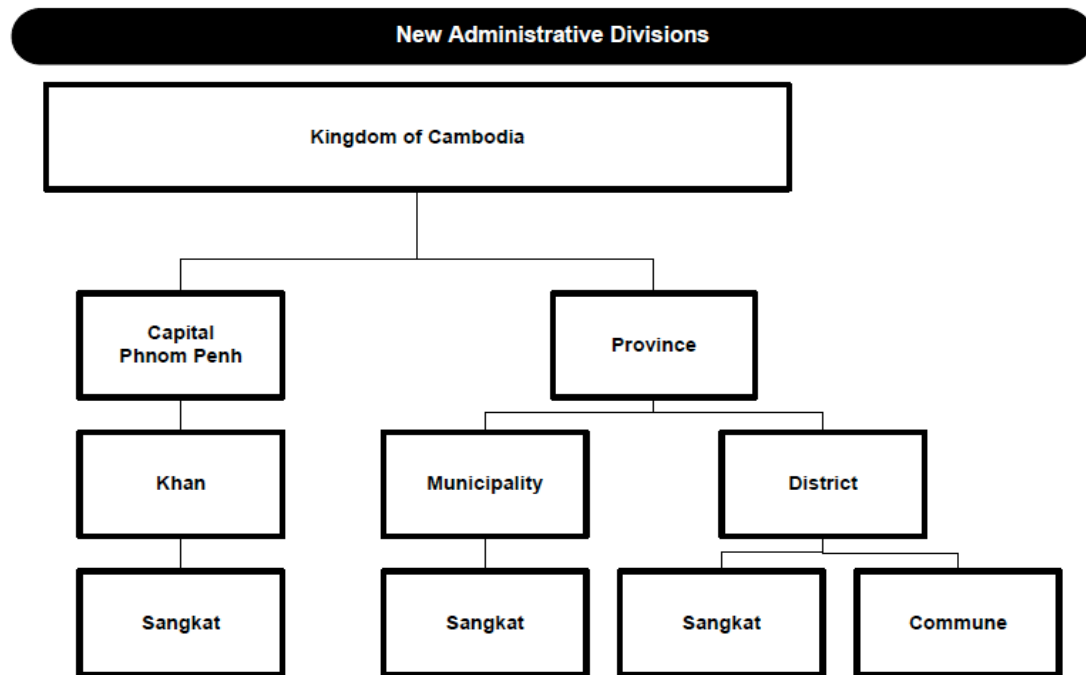 New Administrative Divisions
Kingdom of Cambodia
Capital
Phnom Penh
Province
Khan
Municipality
District
Sangkat
Sangkat
Sangkat
Commune